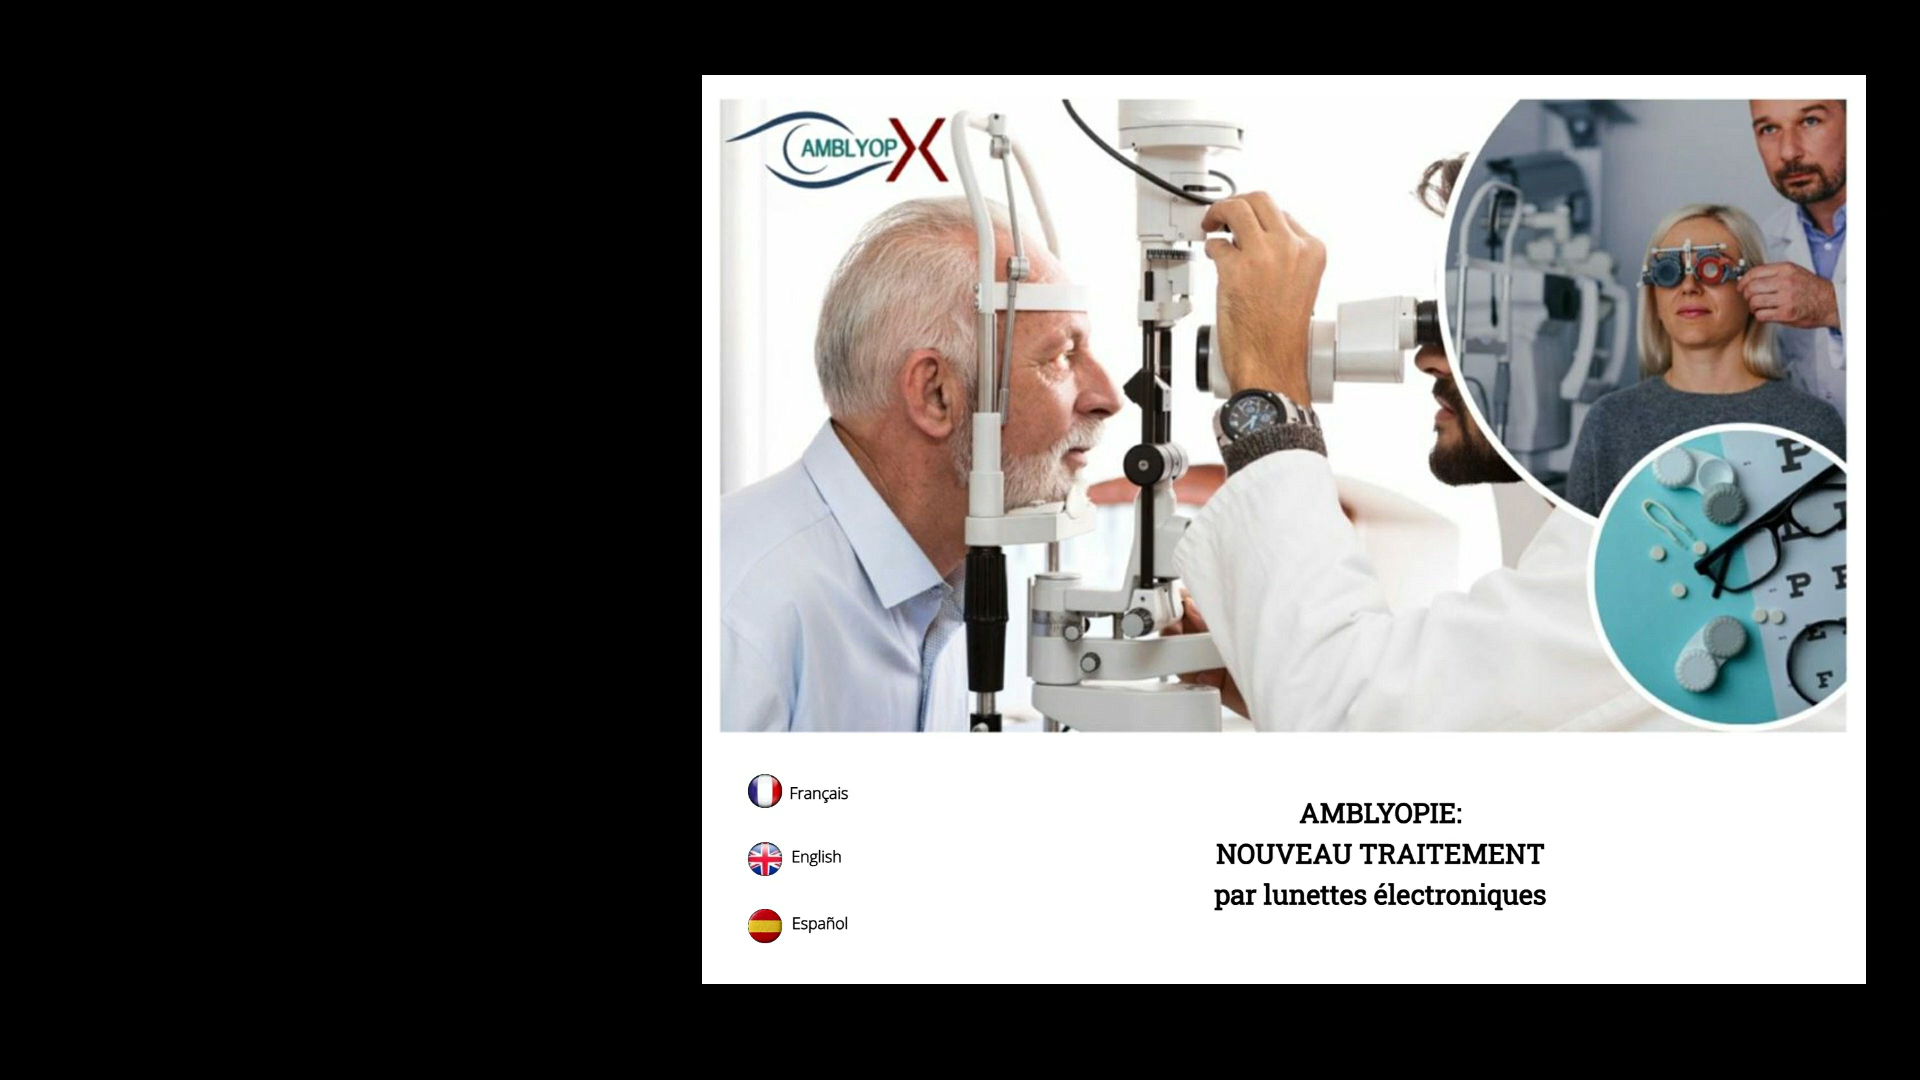 AMBLYOPX
Français
English
Español
AMBLYOPIE:
NOUVEAU TRAITEMENT
par lunettes électroniques
P
P
F